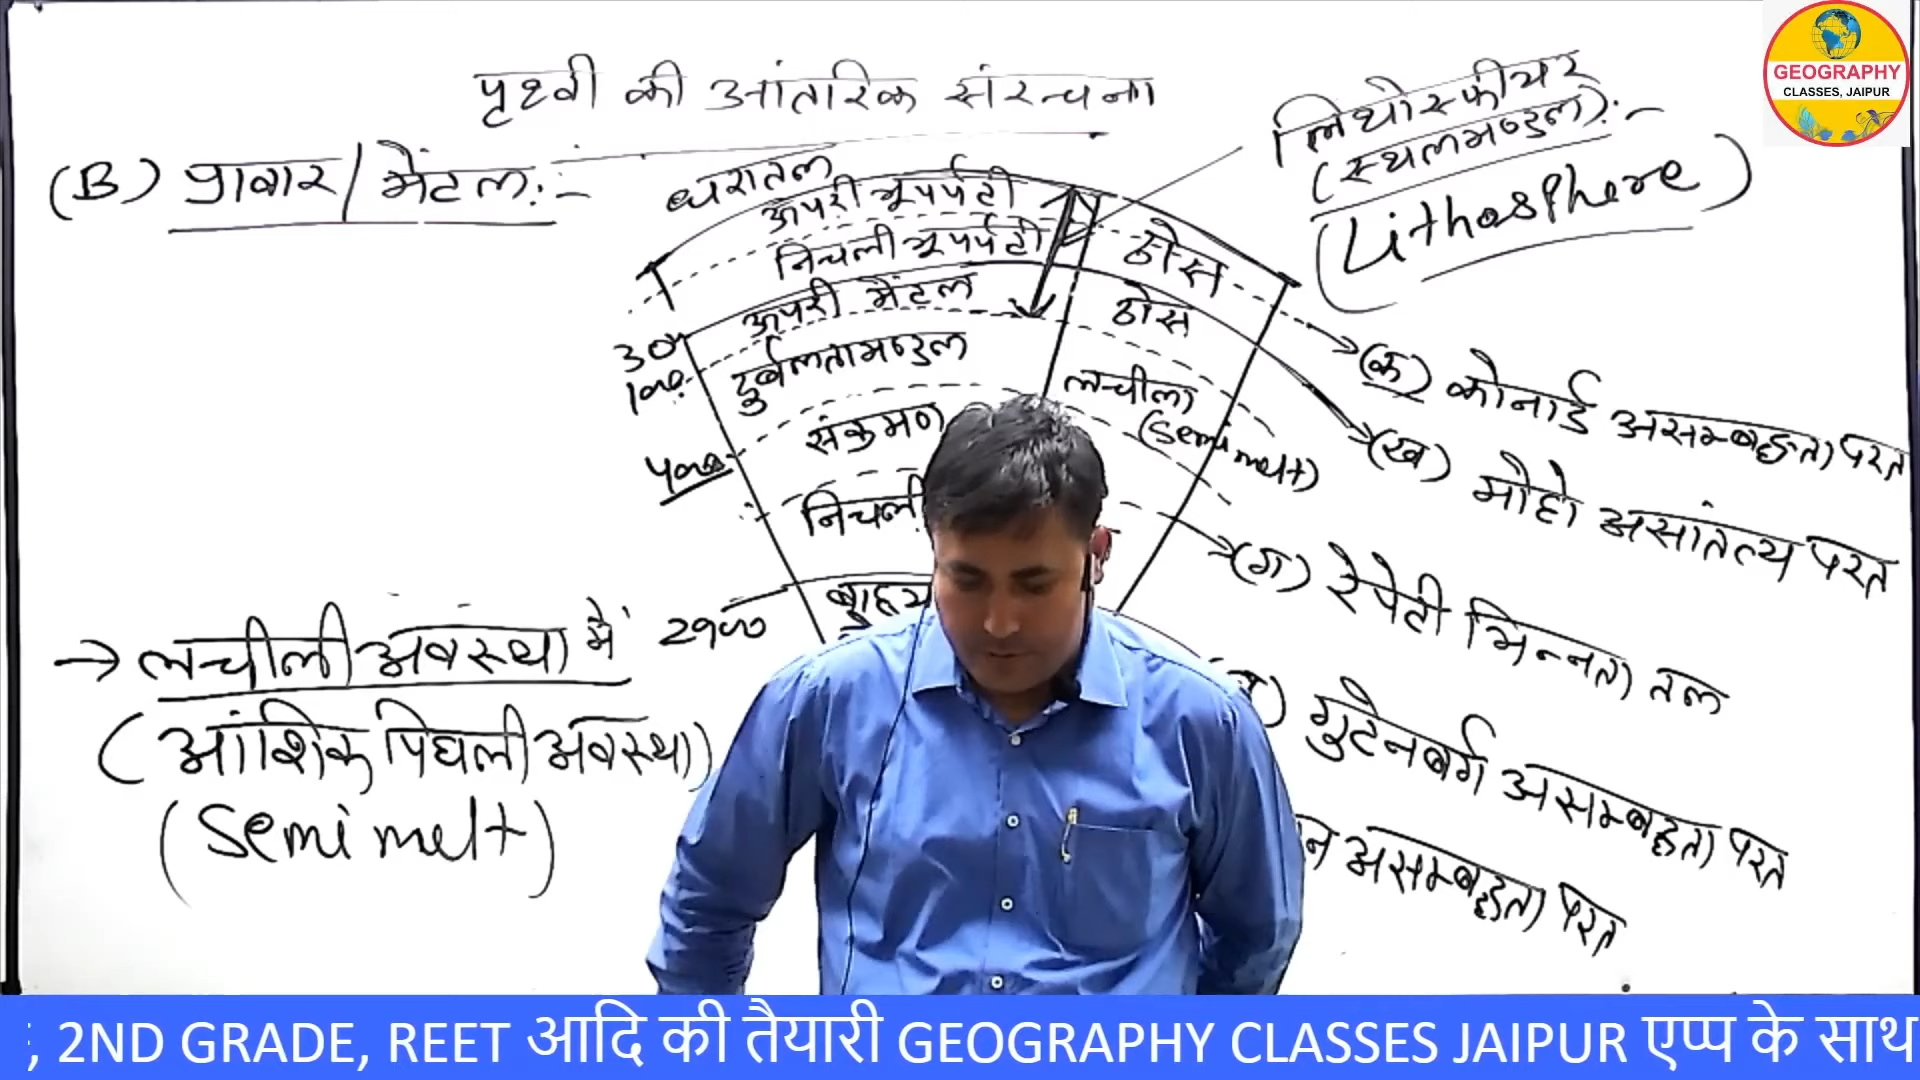 पृथ्वी की आंतरिक संरचना
(B) प्रावार / मैंटल :-
लिथोस्फीयर
(स्थलमण्डल) :-
(Lithosphere)
धरातल
ऊपरी भूपर्पटी
निचली भूपर्पटी
ठोस
30
ऊपरी मैंटल
ठोस
100
दुर्बलतामण्डल
लचीला
(Semi melt)
400
संक्रमण
निचली
2900
बाह्य
(क) कोनार्ड असम्बद्धता परत
(ख) मोहो असांतत्य परत
(ग) रेपेटी भिन्नता तल
गुटेनबर्ग असम्बद्धता परत
न असम्बद्धता परत
→ लचीली अवस्था में
(आंशिक पिघली अवस्था)
(Semi melt)
GEOGRAPHY
CLASSES, JAIPUR
, 2ND GRADE, REET आदि की तैयारी GEOGRAPHY CLASSES JAIPUR एप्प के साथ